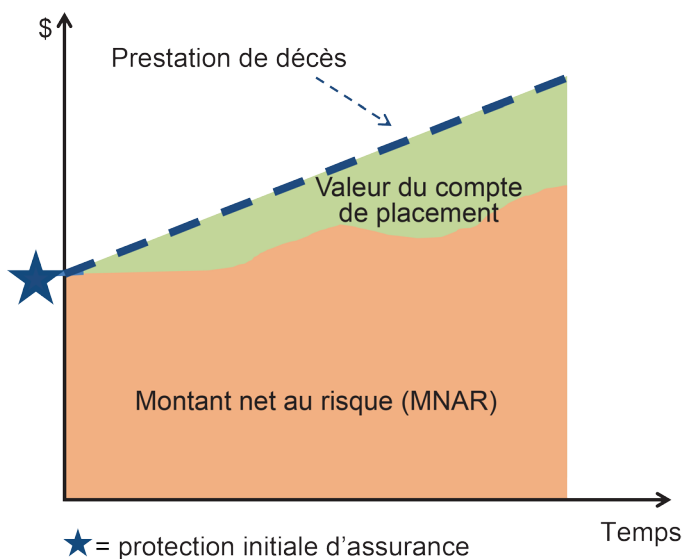 $
Prestation de décès
Valeur du compte
de placement
Montant net au risque (MNAR)
Temps
= protection initiale d’assurance